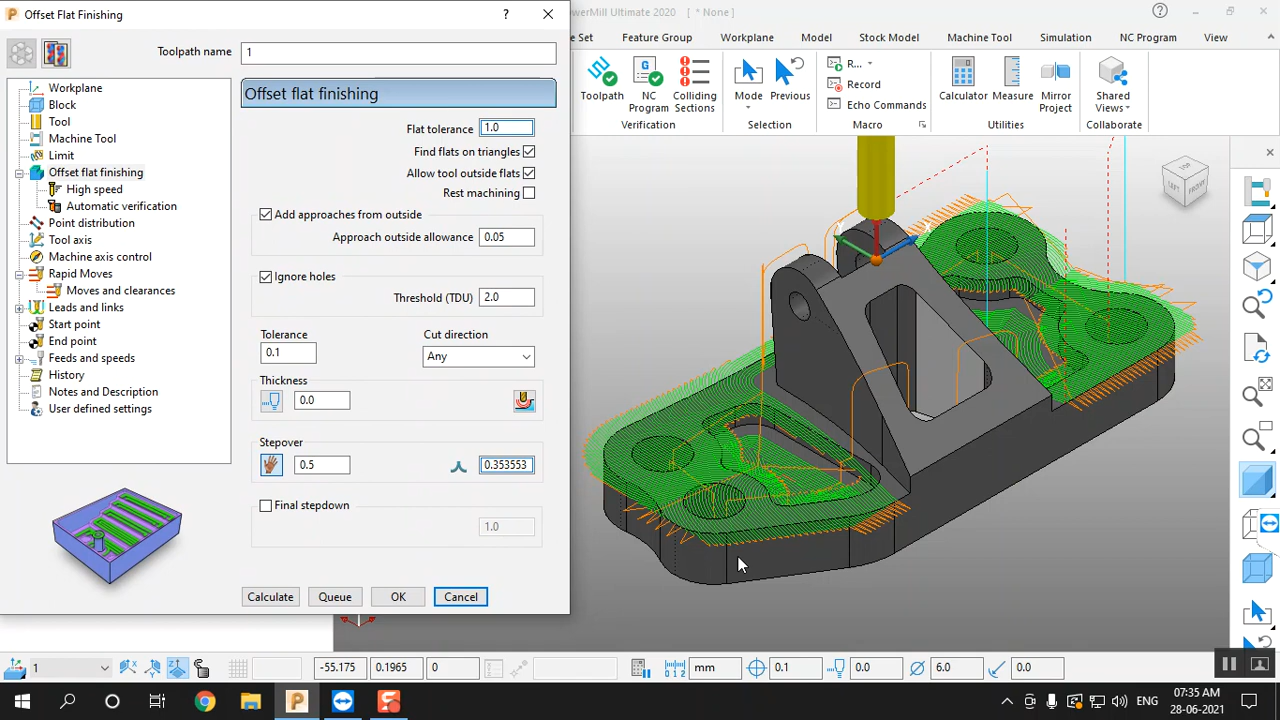 Offset Flat Finishing
?
owerMill Ultimate 2020 [ * None ]
Toolpath name
1
e Set
Feature Group
Workplane
Model
Stock Model
Machine Tool
Simulation
NC Program
View
Toolpath
NC Program
Colliding Sections
Verification
Mode
Previous
Selection
R...
Record
Echo Commands
Macro
Calculator
Measure
Mirror Project
Utilities
Shared Views
Collaborate
Workplane
Block
Tool
Machine Tool
Limit
Offset flat finishing
High speed
Automatic verification
Point distribution
Tool axis
Machine axis control
Rapid Moves
Moves and clearances
Leads and links
Start point
End point
Feeds and speeds
History
Notes and Description
User defined settings
Offset flat finishing
Flat tolerance 1.0
Find flats on triangles
Allow tool outside flats
Rest machining
Add approaches from outside
Approach outside allowance 0.05
Ignore holes
Threshold (TDU) 2.0
Tolerance
0.1
Cut direction
Any
Thickness
0.0
Stepover
0.5
0.353553
Final stepdown
1.0
Calculate
Queue
OK
Cancel
LEFT
FRONT
X
1
-55.175
0.1965
0
mm
0.1
0.0
6.0
0.0
ENG
07:35 AM
28-06-2021